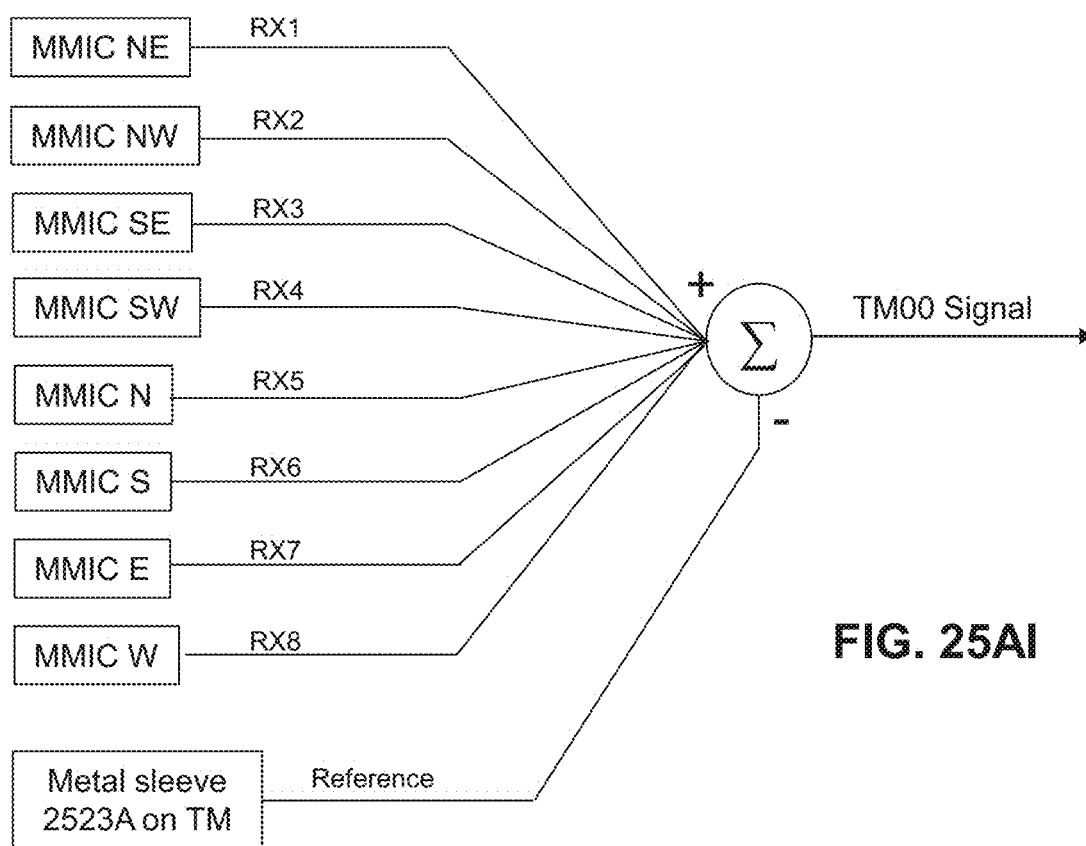 MMIC NE
RX1
MMIC NW
RX2
MMIC SE
RX3
MMIC SW
RX4
+
Σ
TM00 Signal
MMIC N
RX5
-
MMIC S
RX6
MMIC E
RX7
MMIC W
RX8
FIG. 25AI
Metal sleeve
2523A on TM
Reference